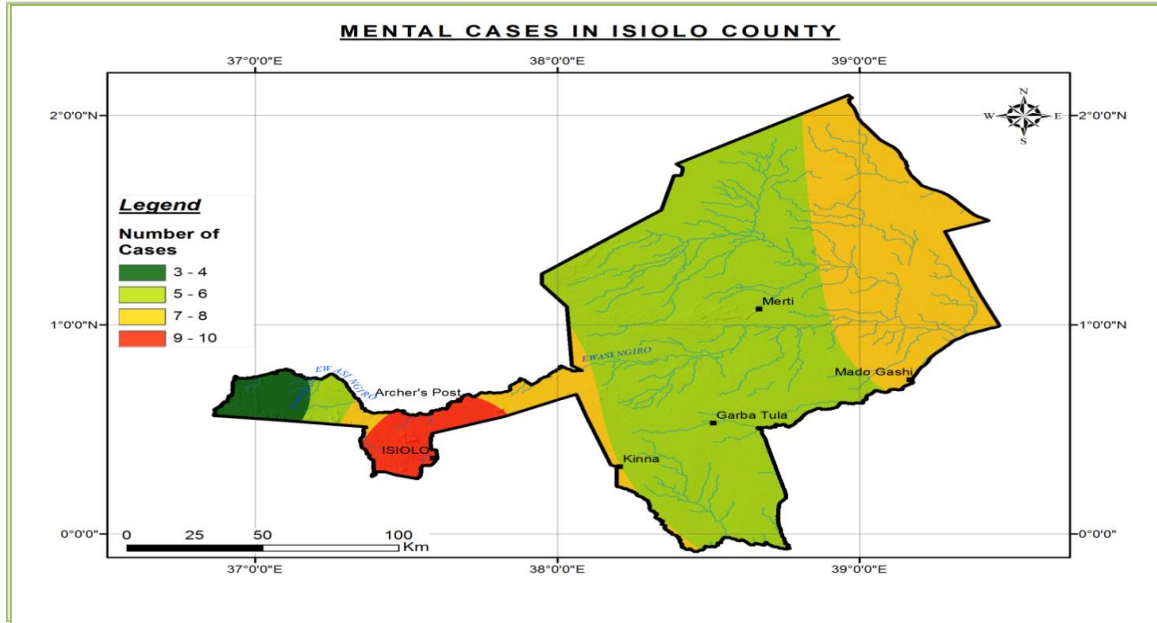 MENTAL CASES IN ISIOLO COUNTY
37°0'0"E
38°0'0"E
39°0'0"E
2°0'0"N
2°0'0"N
N
W
E
S
Legend
Number of
Cases
3 - 4
5 - 6
7 - 8
9 - 10
Merti
1°0'0"N
1°0'0"N
EWASI NGIRO
EWASI NGIRO
Mado Gashi
Archer's Post
Garba Tula
ISIOLO
Kinna
0°0'0"
0°0'0"
0
25
50
100
Km
37°0'0"E
38°0'0"E
39°0'0"E